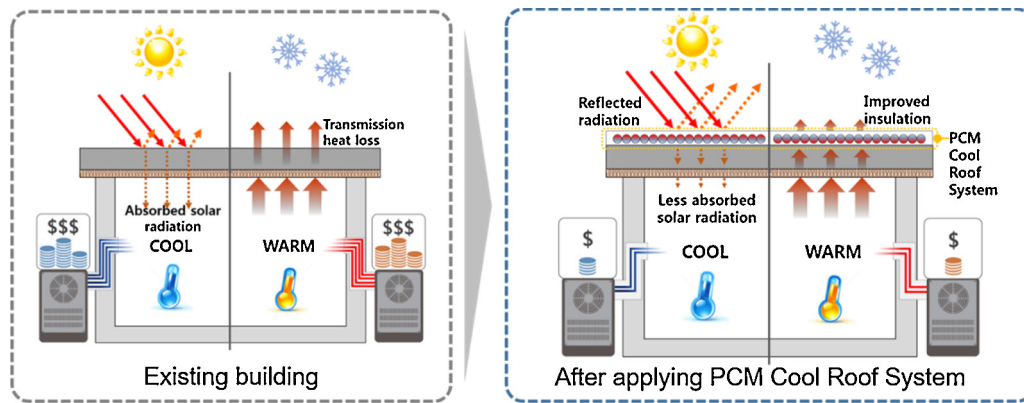 Transmission
heat loss
Absorbed solar
radiation
$$$
COOL
WARM
$$$
Existing building
Reflected
radiation
Improved
insulation
PCM
Cool
Roof
System
Less absorbed
solar radiation
$
COOL
WARM
$
After applying PCM Cool Roof System